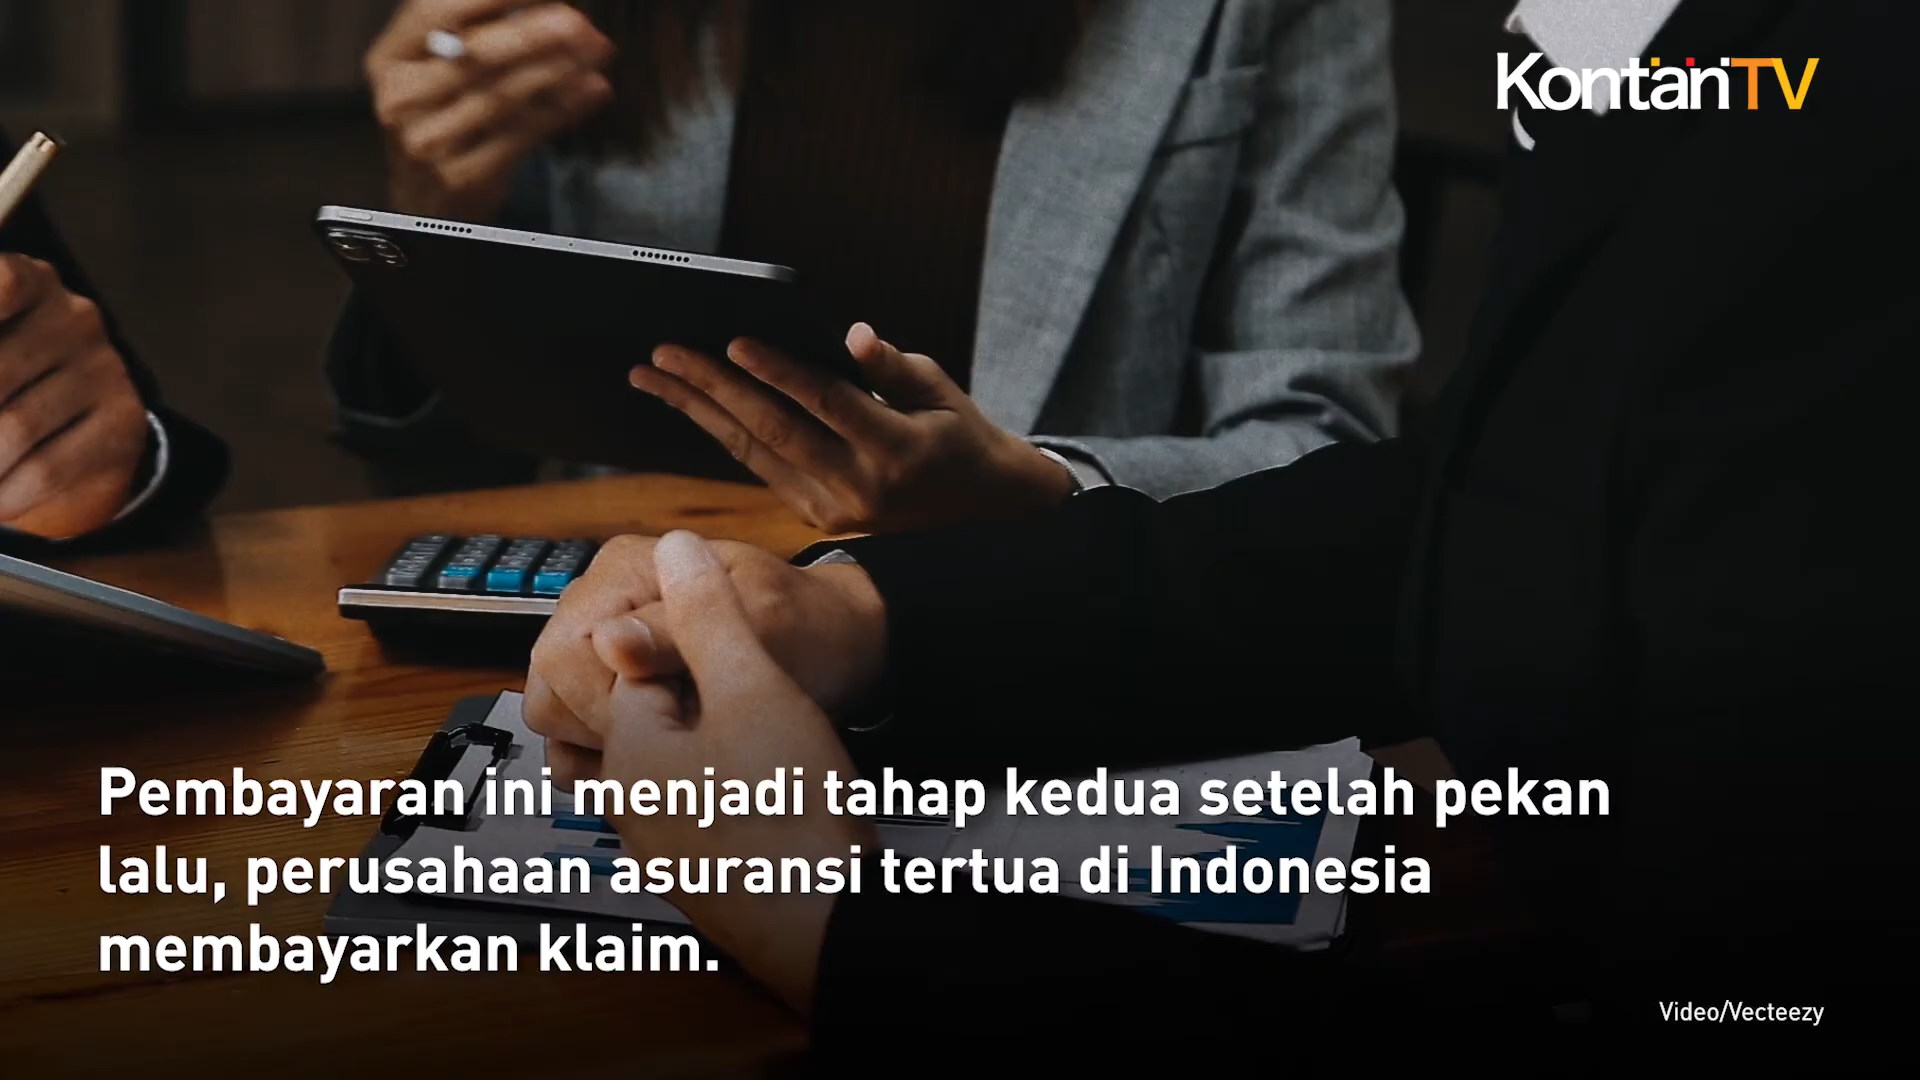 KontanTV
Pembayaran ini menjadi tahap kedua setelah pekan
lalu, perusahaan asuransi tertua di Indonesia
membayarkan klaim.
Video/Vecteezy